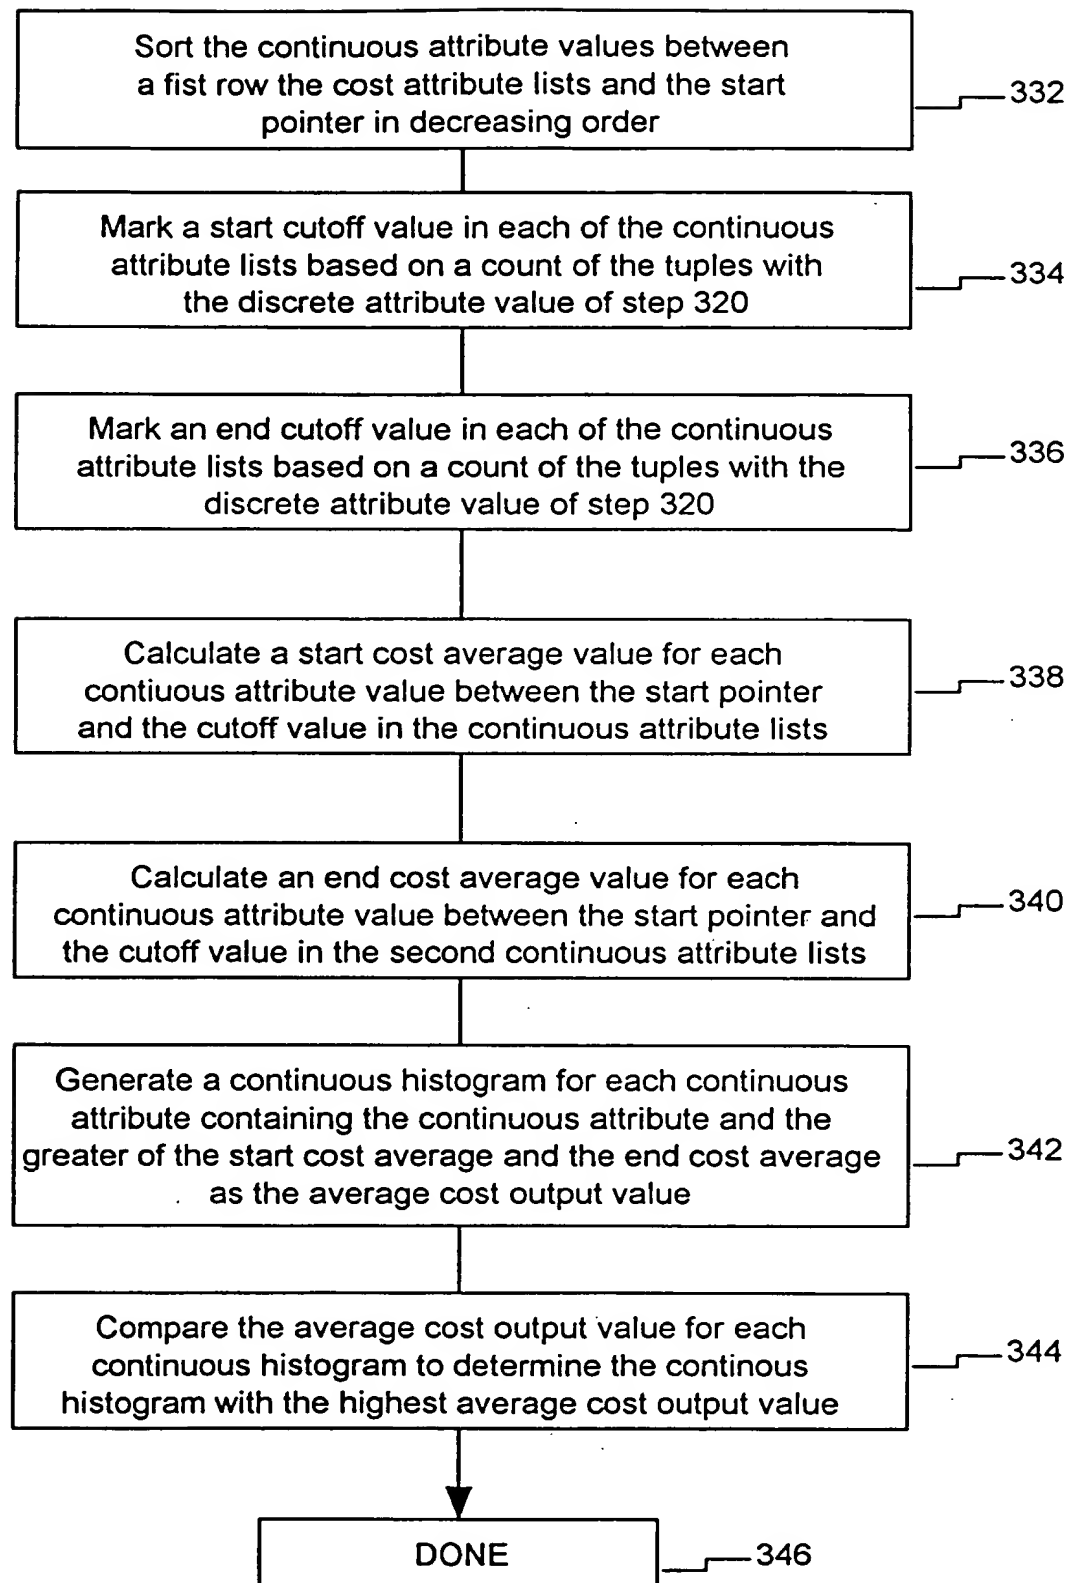 Sort the continuous attribute values between
a fist row the cost attribute lists and the start
pointer in decreasing order
332
Mark a start cutoff value in each of the continuous
attribute lists based on a count of the tuples with
the discrete attribute value of step 320
334
Mark an end cutoff value in each of the continuous
attribute lists based on a count of the tuples with the
discrete attribute value of step 320
336
Calculate a start cost average value for each
contiuous attribute value between the start pointer
and the cutoff value in the continuous attribute lists
338
Calculate an end cost average value for each
continuous attribute value between the start pointer and
the cutoff value in the second continuous attribute lists
340
Generate a continuous histogram for each continuous
attribute containing the continuous attribute and the
greater of the start cost average and the end cost average
as the average cost output value
342
Compare the average cost output value for each
continuous histogram to determine the continous
histogram with the highest average cost output value
344
DONE
346